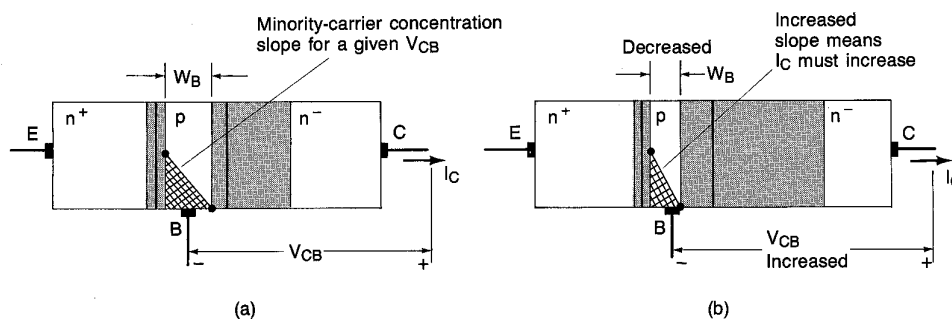 Minority-carrier concentration
slope for a given V_CB
W_B
n⁺
p
n⁻
E
C
I_C
B
−
V_CB
+
(a)
Increased
slope means
I_C must increase
Decreased
W_B
n⁺
p
n⁻
E
C
I_C
B
−
V_CB
Increased
+
(b)